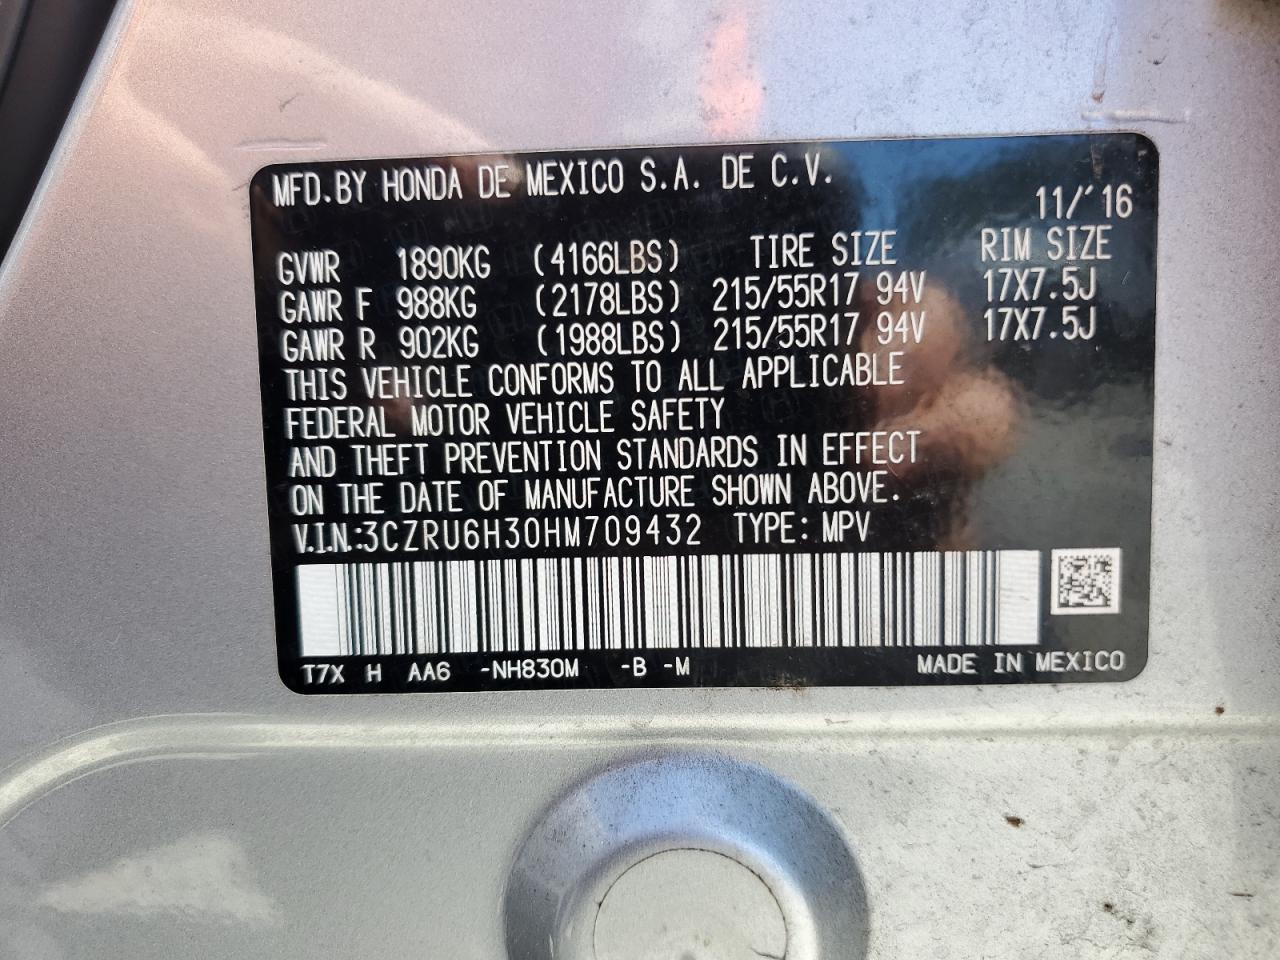 MFD.BY HONDA DE MEXICO S.A. DE C.V.
11/'16
GVWR 1890KG (4166LBS) TIRE SIZE RIM SIZE
GAWR F 988KG (2178LBS) 215/55R17 94V 17X7.5J
GAWR R 902KG (1988LBS) 215/55R17 94V 17X7.5J
THIS VEHICLE CONFORMS TO ALL APPLICABLE
FEDERAL MOTOR VEHICLE SAFETY
AND THEFT PREVENTION STANDARDS IN EFFECT
ON THE DATE OF MANUFACTURE SHOWN ABOVE.
V.I.N.:3CZRU6H30HM709432 TYPE: MPV
T7X H AA6 -NH830M -B -M MADE IN MEXICO